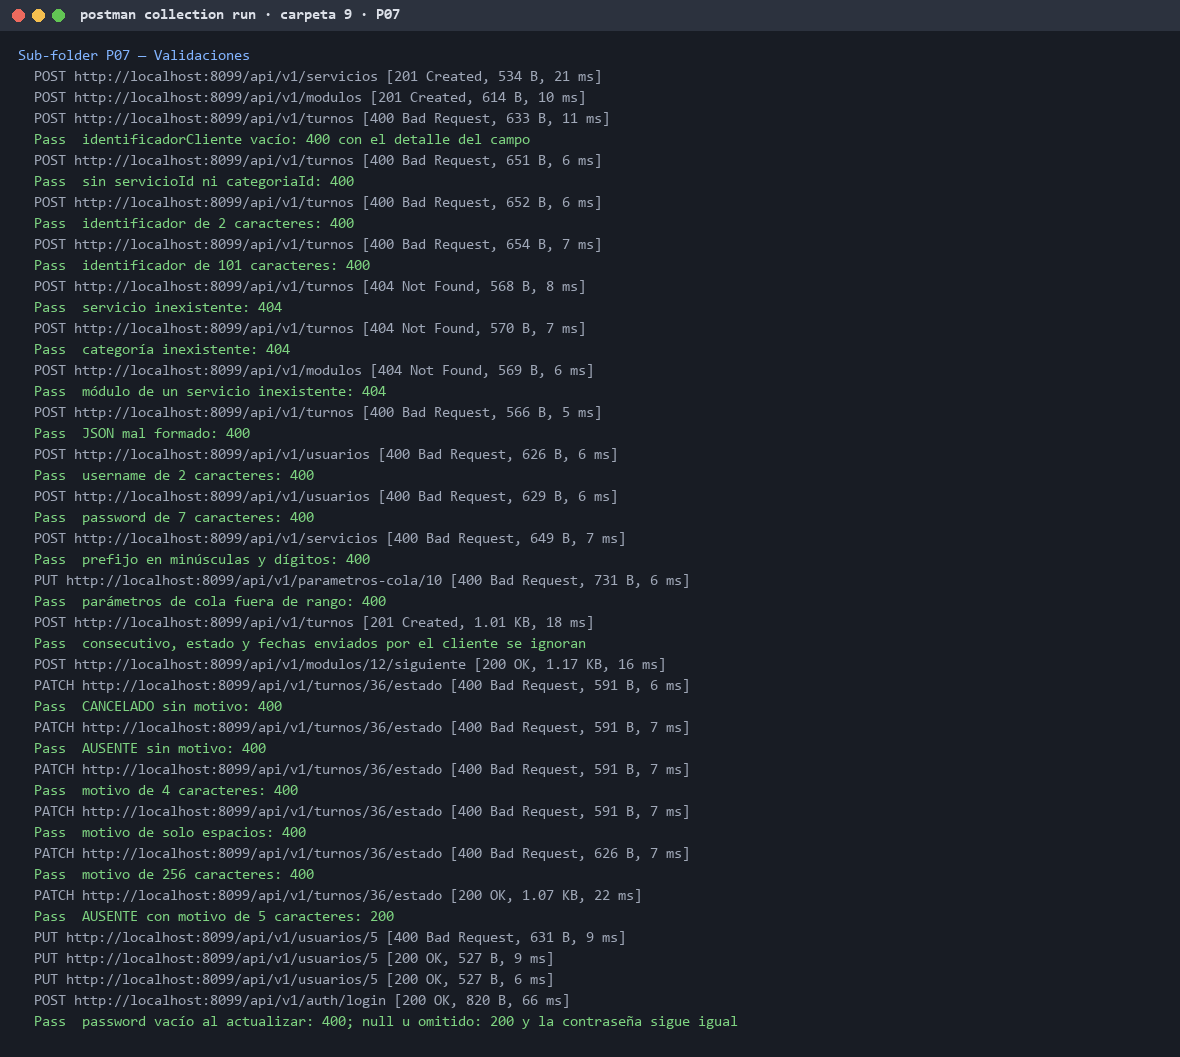 postman collection run · carpeta 9 · P07
Sub-folder P07 — Validaciones
POST http://localhost:8099/api/v1/servicios [201 Created, 534 B, 21 ms]
POST http://localhost:8099/api/v1/modulos [201 Created, 614 B, 10 ms]
POST http://localhost:8099/api/v1/turnos [400 Bad Request, 633 B, 11 ms]
Pass  identificadorCliente vacío: 400 con el detalle del campo
POST http://localhost:8099/api/v1/turnos [400 Bad Request, 651 B, 6 ms]
Pass  sin servicioId ni categoriaId: 400
POST http://localhost:8099/api/v1/turnos [400 Bad Request, 652 B, 6 ms]
Pass  identificador de 2 caracteres: 400
POST http://localhost:8099/api/v1/turnos [400 Bad Request, 654 B, 7 ms]
Pass  identificador de 101 caracteres: 400
POST http://localhost:8099/api/v1/turnos [404 Not Found, 568 B, 8 ms]
Pass  servicio inexistente: 404
POST http://localhost:8099/api/v1/turnos [404 Not Found, 570 B, 7 ms]
Pass  categoría inexistente: 404
POST http://localhost:8099/api/v1/modulos [404 Not Found, 569 B, 6 ms]
Pass  módulo de un servicio inexistente: 404
POST http://localhost:8099/api/v1/turnos [400 Bad Request, 566 B, 5 ms]
Pass  JSON mal formado: 400
POST http://localhost:8099/api/v1/usuarios [400 Bad Request, 626 B, 6 ms]
Pass  username de 2 caracteres: 400
POST http://localhost:8099/api/v1/usuarios [400 Bad Request, 629 B, 6 ms]
Pass  password de 7 caracteres: 400
POST http://localhost:8099/api/v1/servicios [400 Bad Request, 649 B, 7 ms]
Pass  prefijo en minúsculas y dígitos: 400
PUT http://localhost:8099/api/v1/parametros-cola/10 [400 Bad Request, 731 B, 6 ms]
Pass  parámetros de cola fuera de rango: 400
POST http://localhost:8099/api/v1/turnos [201 Created, 1.01 KB, 18 ms]
Pass  consecutivo, estado y fechas enviados por el cliente se ignoran
POST http://localhost:8099/api/v1/modulos/12/siguiente [200 OK, 1.17 KB, 16 ms]
PATCH http://localhost:8099/api/v1/turnos/36/estado [400 Bad Request, 591 B, 6 ms]
Pass  CANCELADO sin motivo: 400
PATCH http://localhost:8099/api/v1/turnos/36/estado [400 Bad Request, 591 B, 7 ms]
Pass  AUSENTE sin motivo: 400
PATCH http://localhost:8099/api/v1/turnos/36/estado [400 Bad Request, 591 B, 7 ms]
Pass  motivo de 4 caracteres: 400
PATCH http://localhost:8099/api/v1/turnos/36/estado [400 Bad Request, 591 B, 7 ms]
Pass  motivo de solo espacios: 400
PATCH http://localhost:8099/api/v1/turnos/36/estado [400 Bad Request, 626 B, 7 ms]
Pass  motivo de 256 caracteres: 400
PATCH http://localhost:8099/api/v1/turnos/36/estado [200 OK, 1.07 KB, 22 ms]
Pass  AUSENTE con motivo de 5 caracteres: 200
PUT http://localhost:8099/api/v1/usuarios/5 [400 Bad Request, 631 B, 9 ms]
PUT http://localhost:8099/api/v1/usuarios/5 [200 OK, 527 B, 9 ms]
PUT http://localhost:8099/api/v1/usuarios/5 [200 OK, 527 B, 6 ms]
POST http://localhost:8099/api/v1/auth/login [200 OK, 820 B, 66 ms]
Pass  password vacío al actualizar: 400; null u omitido: 200 y la contraseña sigue igual